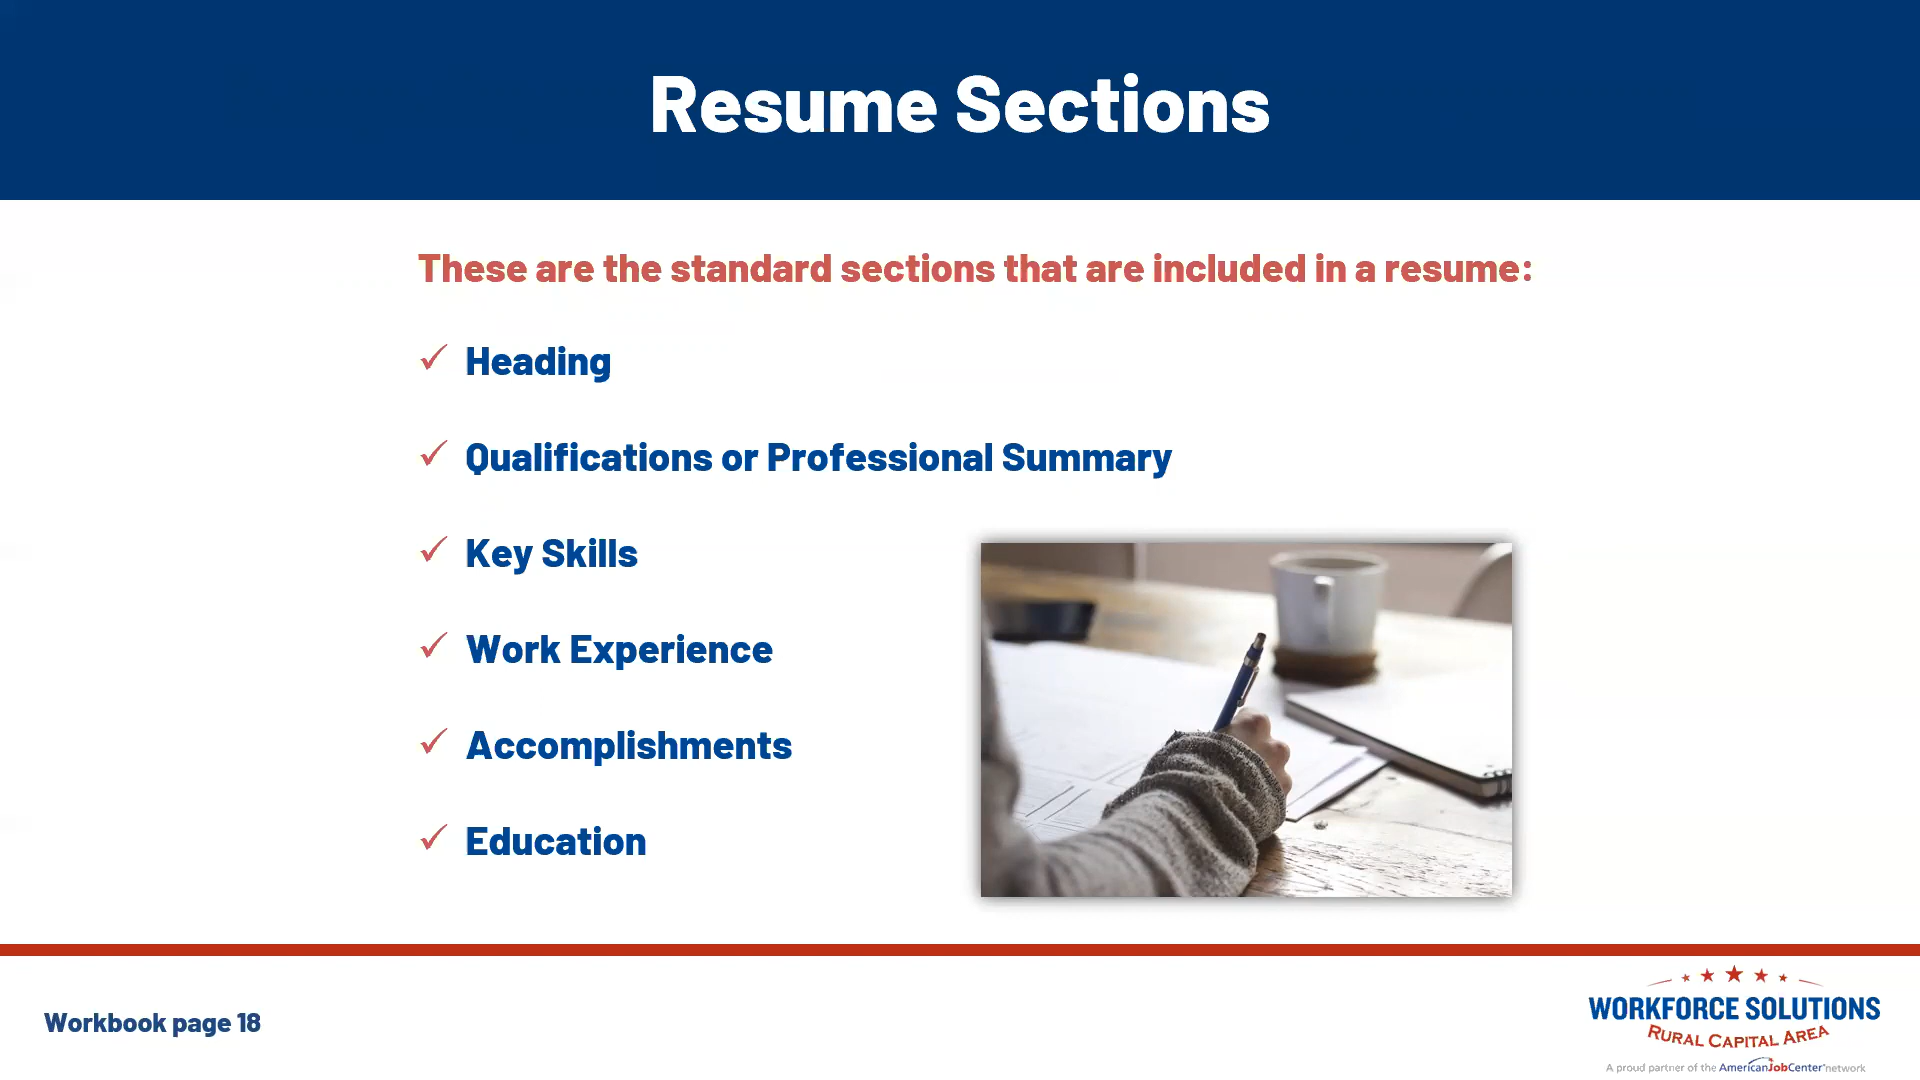 Resume Sections
These are the standard sections that are included in a resume:
Heading
Qualifications or Professional Summary
Key Skills
Work Experience
Accomplishments
Education
Workbook page 18
WORKFORCE SOLUTIONS
RURAL CAPITAL AREA
A proud partner of the AmericanJobCenter® network